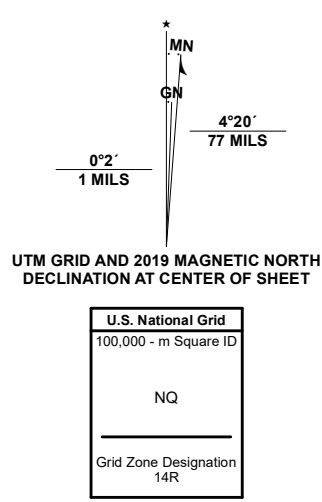 ★
MN
GN
4°20´
77 MILS
0°2´
1 MILS
UTM GRID AND 2019 MAGNETIC NORTH
DECLINATION AT CENTER OF SHEET
U.S. National Grid
100,000 - m Square ID
NQ
Grid Zone Designation
14R